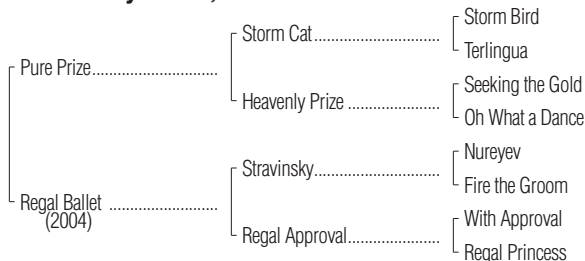 Storm Bird
Storm Cat..................................
Terlingua
Pure Prize..................................
Seeking the Gold
Heavenly Prize .........................
Oh What a Dance
Nureyev
Stravinsky..................................
Fire the Groom
Regal Ballet ..............................
(2004)
With Approval
Regal Approval.........................
Regal Princess